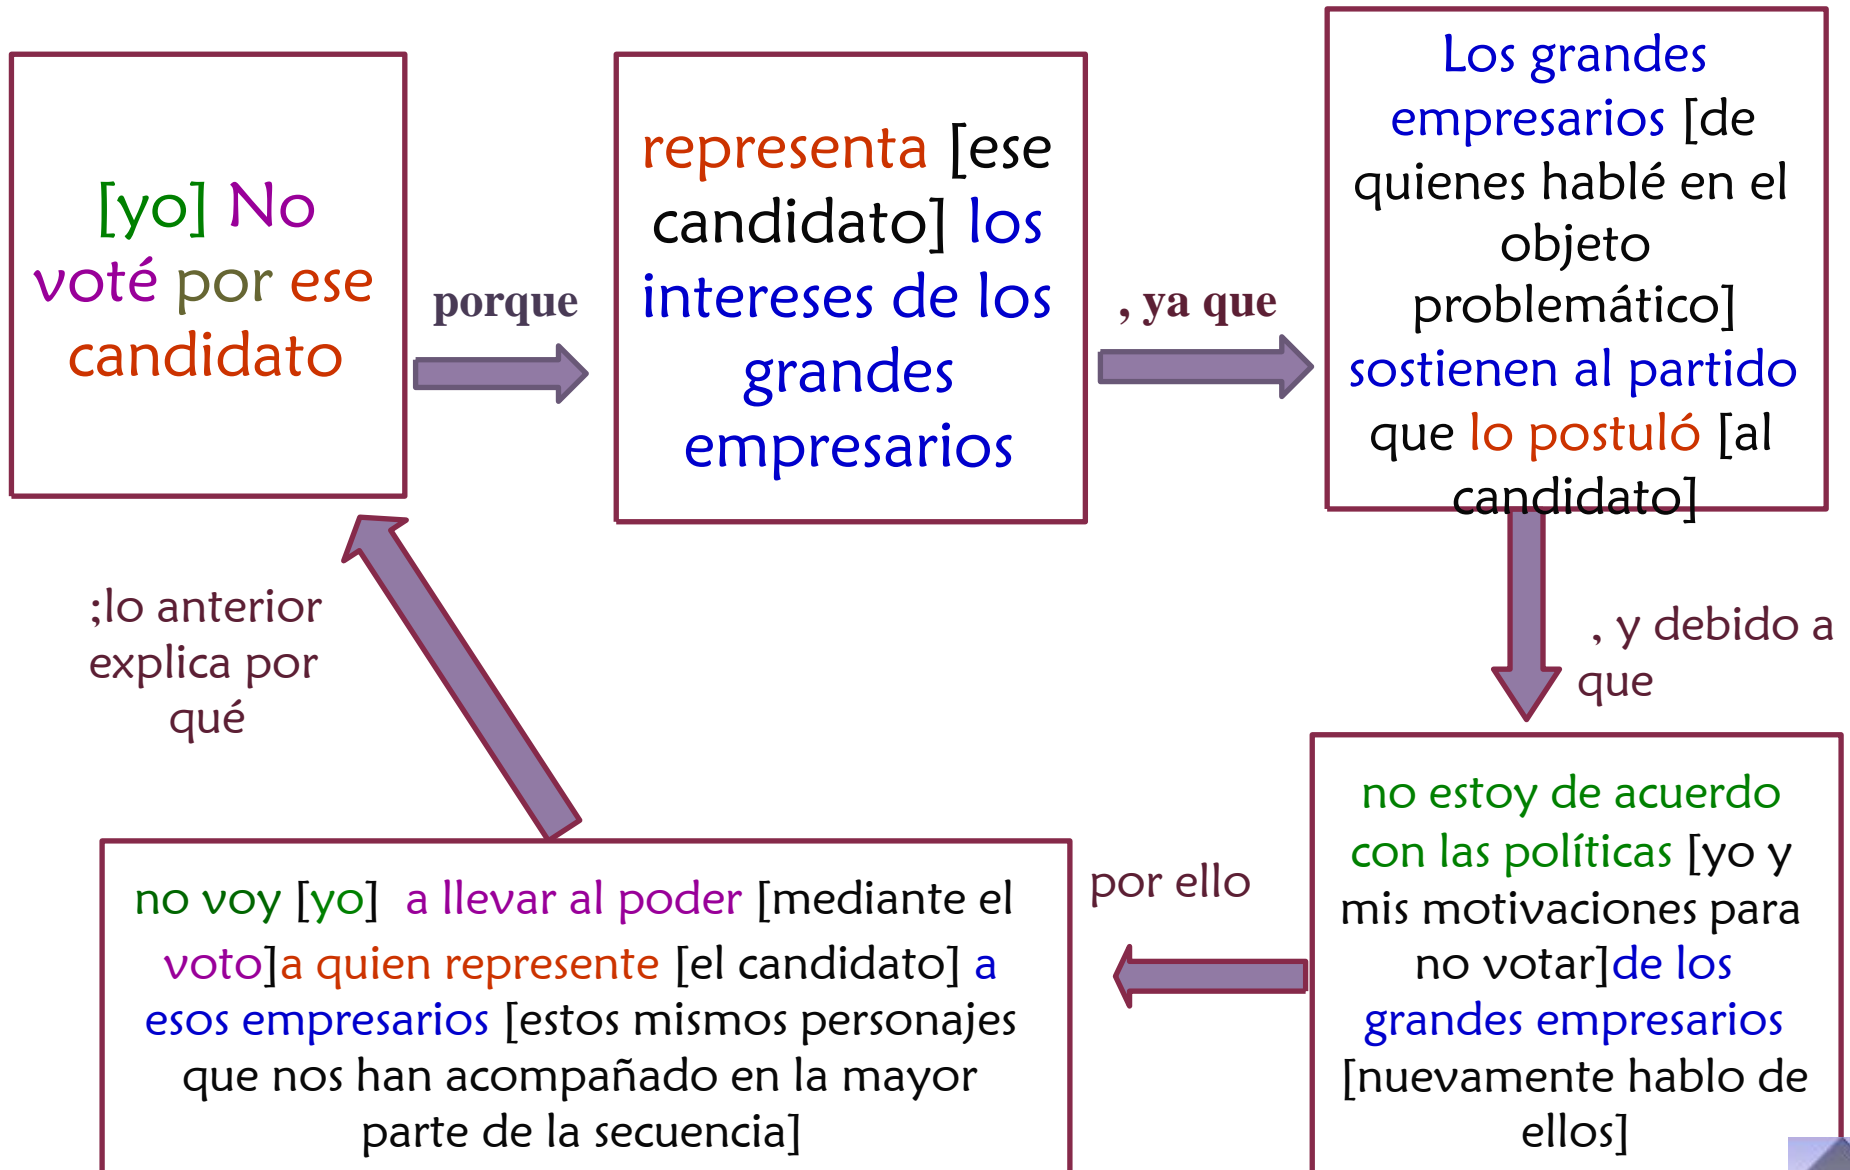 [yo] No
voté por ese
candidato
porque
representa [ese
candidato] los
intereses de los
grandes
empresarios
, ya que
Los grandes
empresarios [de
quienes hablé en el
objeto
problemático]
sostienen al partido
que lo postuló [al
candidato]
, y debido a
que
no estoy de acuerdo
con las políticas [yo y
mis motivaciones para
no votar]de los
grandes empresarios
[nuevamente hablo de
ellos]
por ello
no voy [yo] a llevar al poder [mediante el
voto]a quien represente [el candidato] a
esos empresarios [estos mismos personajes
que nos han acompañado en la mayor
parte de la secuencia]
;lo anterior
explica por
qué